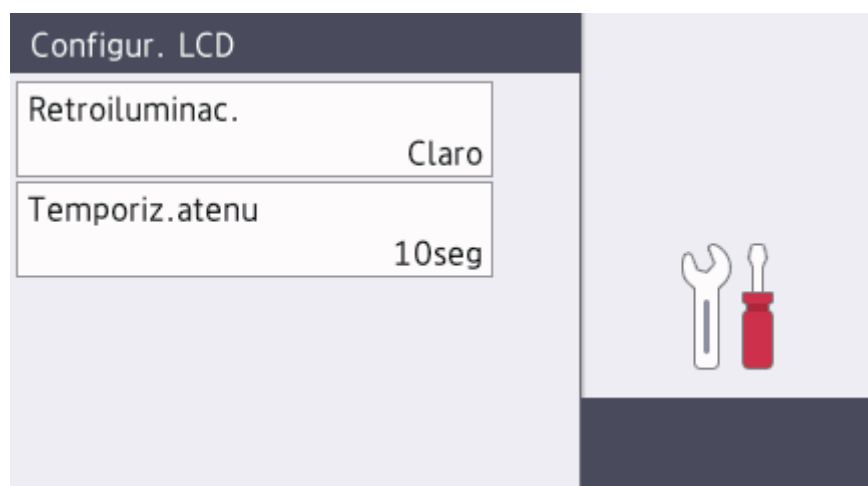 Configur. LCD
Retroiluminac.
Claro
Temporiz.atenu
10seg